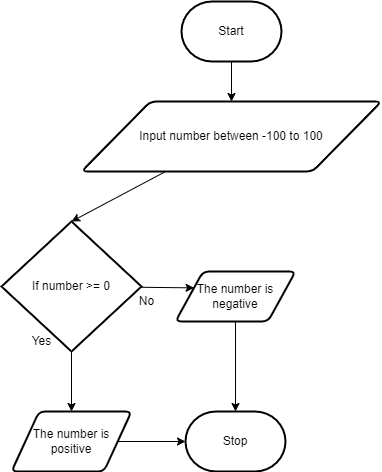 Start
Input number between -100 to 100
If number >= 0
No
The number is
negative
Yes
The number is
positive
Stop